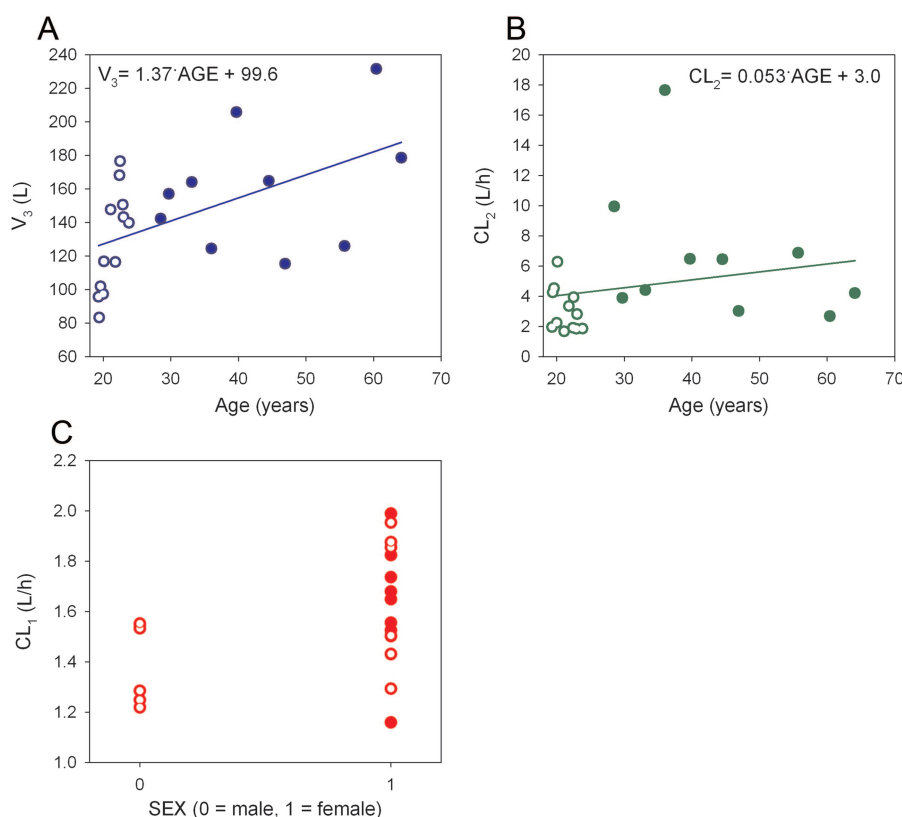 A
V₃= 1.37·AGE + 99.6
240
220
200
180
160
140
120
100
80
60
V₃ (L)
20 30 40 50 60 70
Age (years)
B
CL₂= 0.053·AGE + 3.0
20
18
16
14
12
10
8
6
4
2
0
CL₂ (L/h)
20 30 40 50 60 70
Age (years)
C
2.2
2.0
1.8
1.6
1.4
1.2
1.0
CL₁ (L/h)
0 1
SEX (0 = male, 1 = female)